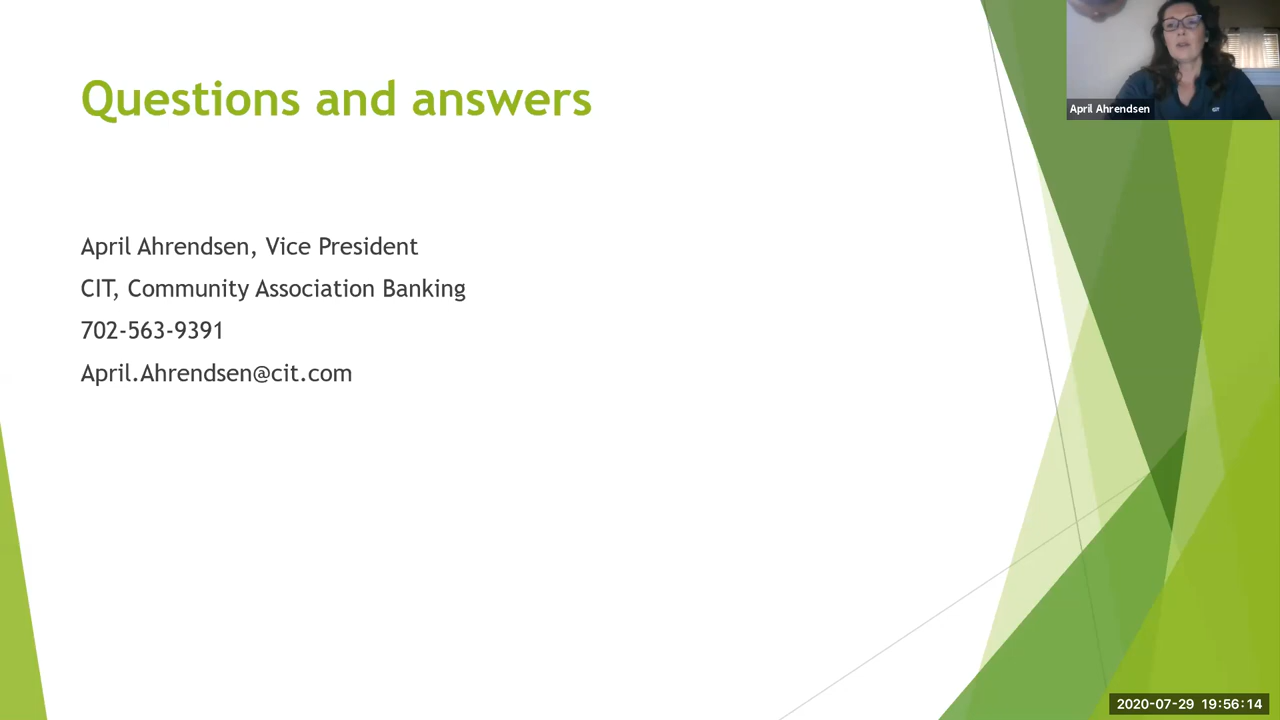 Questions and answers
April Ahrendsen
April Ahrendsen, Vice President
CIT, Community Association Banking
702-563-9391
April.Ahrendsen@cit.com
CIT
2020-07-29 19:56:14